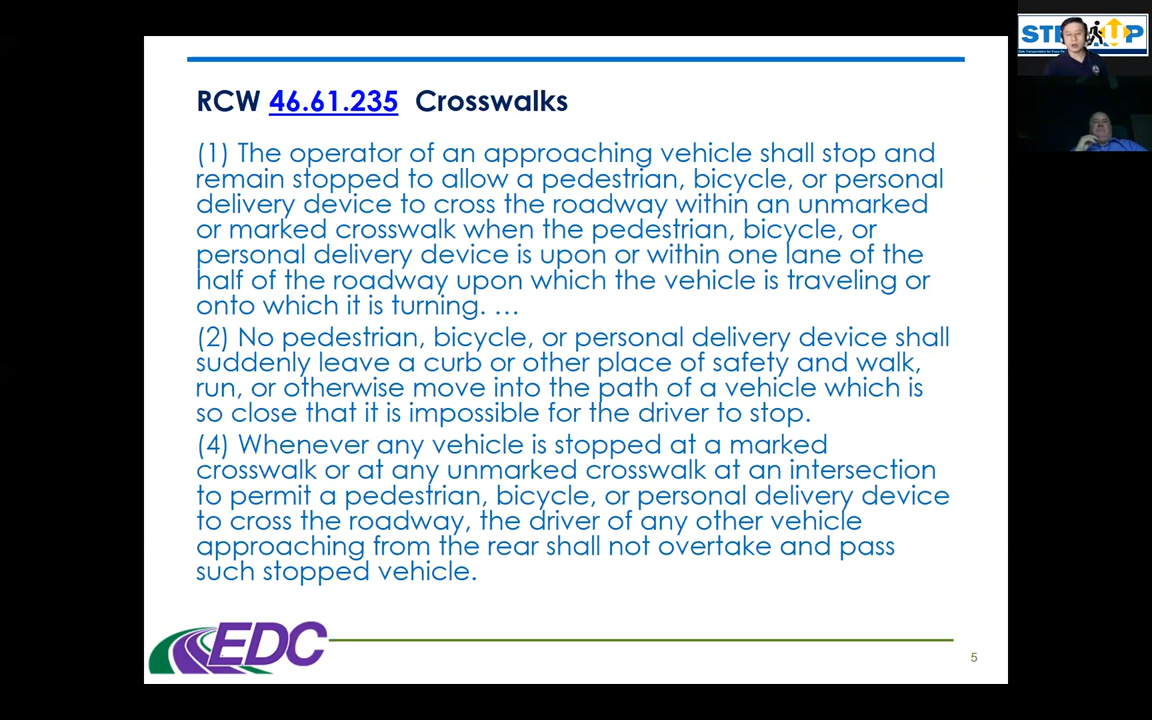 RCW 46.61.235 Crosswalks
(1) The operator of an approaching vehicle shall stop and
remain stopped to allow a pedestrian, bicycle, or personal
delivery device to cross the roadway within an unmarked
or marked crosswalk when the pedestrian, bicycle, or
personal delivery device is upon or within one lane of the
half of the roadway upon which the vehicle is traveling or
onto which it is turning. …
(2) No pedestrian, bicycle, or personal delivery device shall
suddenly leave a curb or other place of safety and walk,
run, or otherwise move into the path of a vehicle which is
so close that it is impossible for the driver to stop.
(4) Whenever any vehicle is stopped at a marked
crosswalk or at any unmarked crosswalk at an intersection
to permit a pedestrian, bicycle, or personal delivery device
to cross the roadway, the driver of any other vehicle
approaching from the rear shall not overtake and pass
such stopped vehicle.
EDC
5